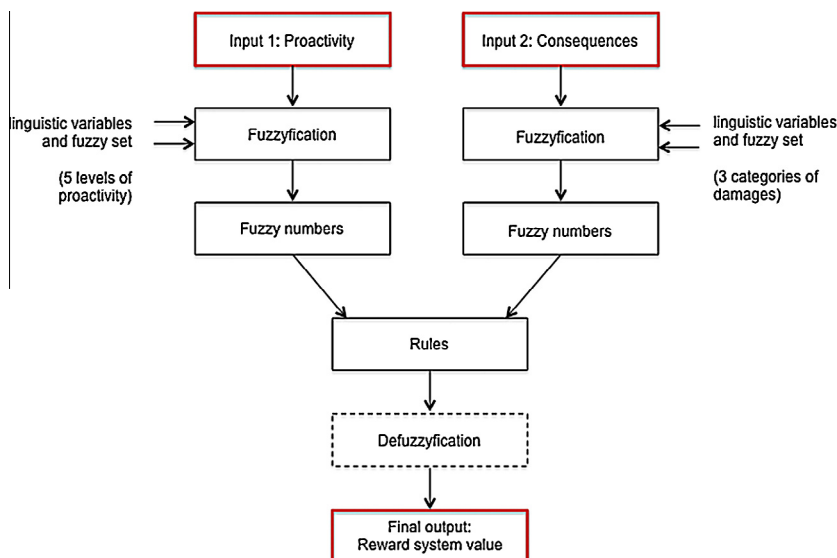 Input 1: Proactivity
Input 2: Consequences
linguistic variables
and fuzzy set
(5 levels of
proactivity)
Fuzzyfication
Fuzzyfication
linguistic variables
and fuzzy set
(3 categories of
damages)
Fuzzy numbers
Fuzzy numbers
Rules
Defuzzyfication
Final output:
Reward system value